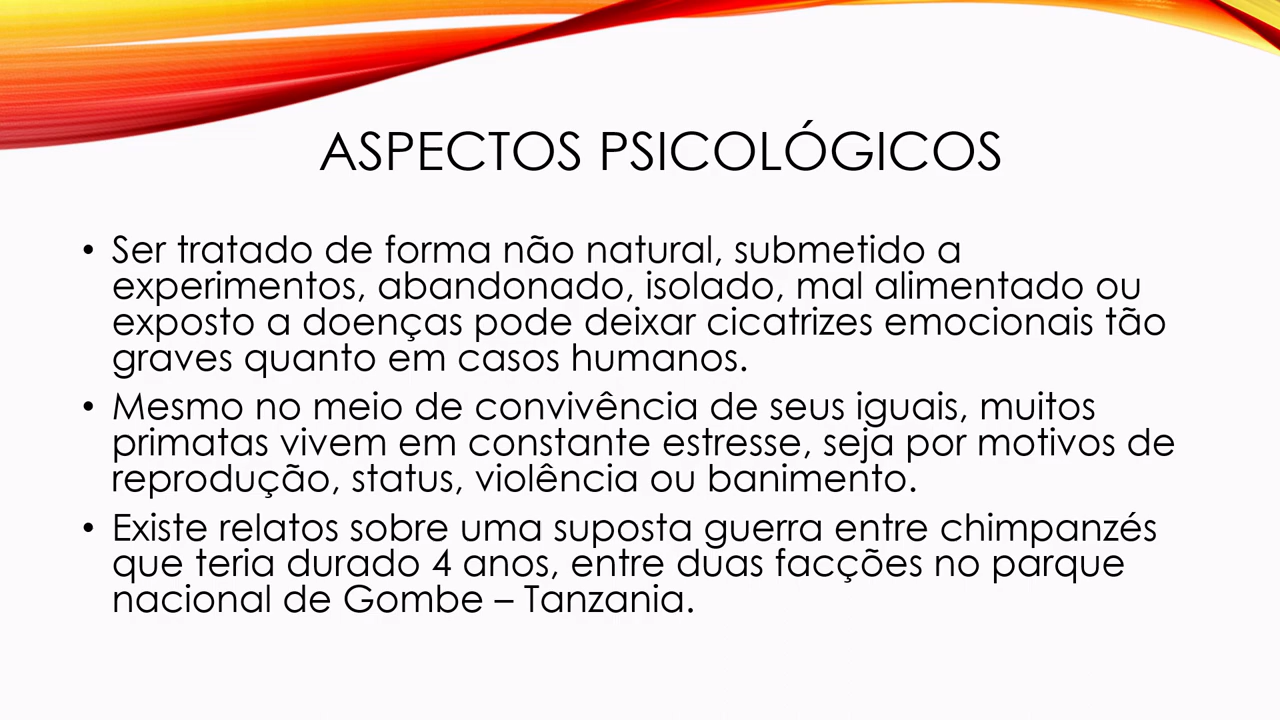 ASPECTOS PSICOLÓGICOS
• Ser tratado de forma não natural, submetido a
experimentos, abandonado, isolado, mal alimentado ou
exposto a doenças pode deixar cicatrizes emocionais tão
graves quanto em casos humanos.
• Mesmo no meio de convivência de seus iguais, muitos
primatas vivem em constante estresse, seja por motivos de
reprodução, status, violência ou banimento.
• Existe relatos sobre uma suposta guerra entre chimpanzés
que teria durado 4 anos, entre duas facções no parque
nacional de Gombe – Tanzania.